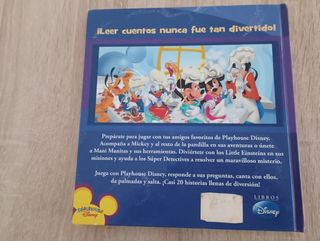 ¡Leer cuentos nunca fue tan divertido!
Prepárate para jugar con tus amigos favoritos de Playhouse Disney.
Acompaña a Mickey y al resto de la pandilla en sus aventuras o únete
a Mani Manitas y sus herramientas. Diviértete con los Little Einsteins en sus
misiones y ayuda a los Súper Detectives a resolver un maravilloso misterio.
Juega con Playhouse Disney, responde a sus preguntas, canta con ellos,
da palmadas y salta. ¡Casi 20 historias llenas de diversión!
Playhouse
Disney
LIBROS
Disney